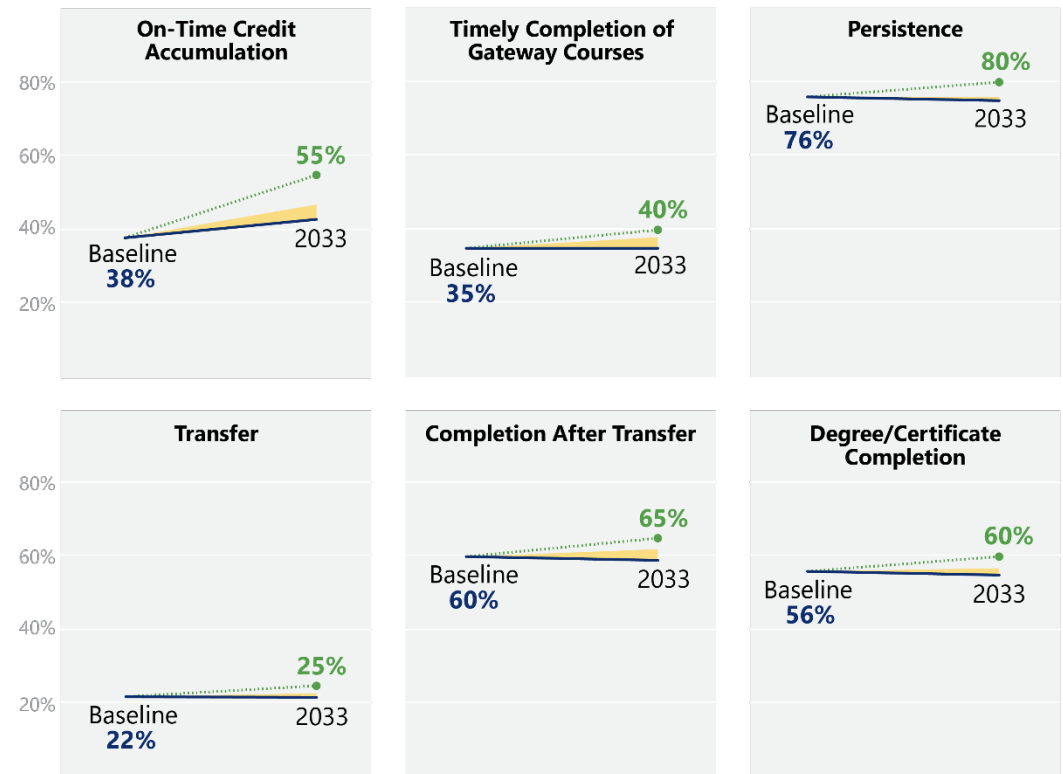 On-Time Credit
Accumulation
80%
60%
40%
20%
55%
Baseline
38%
2033
Timely Completion of
Gateway Courses
40%
Baseline
35%
2033
Persistence
80%
Baseline
76%
2033
Transfer
80%
60%
40%
20%
25%
Baseline
22%
2033
Completion After Transfer
65%
Baseline
60%
2033
Degree/Certificate
Completion
60%
Baseline
56%
2033